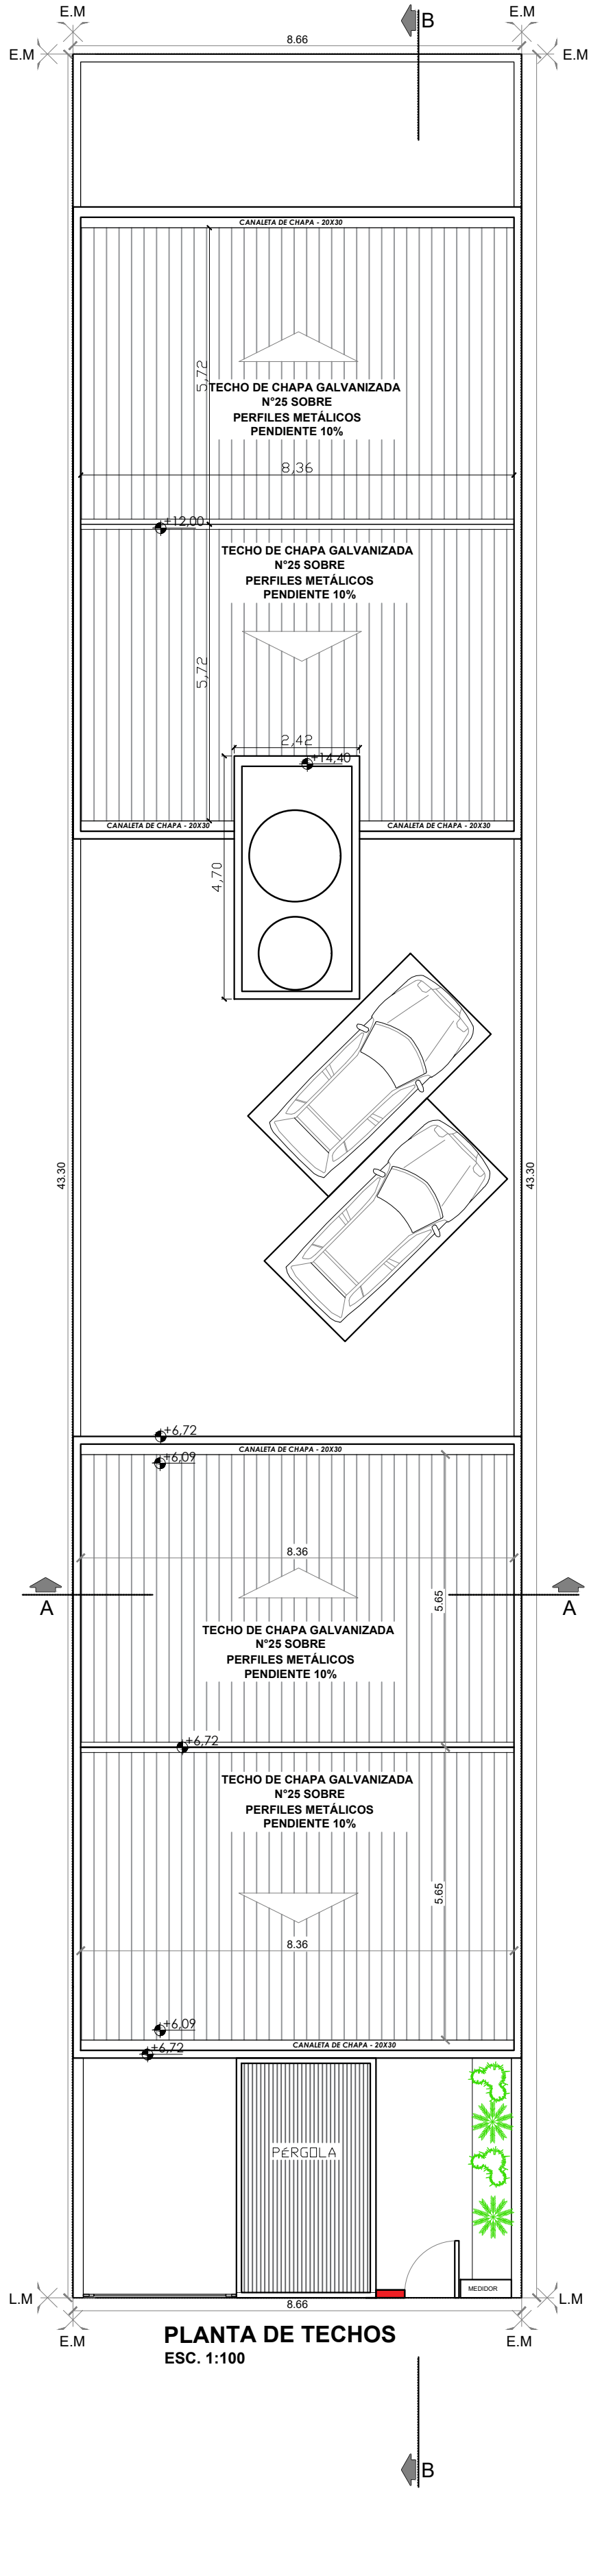 E.M
E.M
B
8.66
E.M
E.M
CANALETA DE CHAPA - 20X30
5,72
TECHO DE CHAPA GALVANIZADA
N°25 SOBRE
PERFILES METÁLICOS
PENDIENTE 10%
8,36
+12,00
TECHO DE CHAPA GALVANIZADA
N°25 SOBRE
PERFILES METÁLICOS
PENDIENTE 10%
5,72
2,42
+14,40
CANALETA DE CHAPA - 20X30
CANALETA DE CHAPA - 20X30
4,70
43.30
43.30
+6,72
CANALETA DE CHAPA - 20X30
+6,09
8.36
A
A
5.65
TECHO DE CHAPA GALVANIZADA
N°25 SOBRE
PERFILES METÁLICOS
PENDIENTE 10%
+6,72
TECHO DE CHAPA GALVANIZADA
N°25 SOBRE
PERFILES METÁLICOS
PENDIENTE 10%
5.65
8.36
+6,09
CANALETA DE CHAPA - 20X30
+6,72
PÉRGOLA
MEDIDOR
L.M
L.M
8.66
E.M
E.M
PLANTA DE TECHOS
ESC. 1:100
B